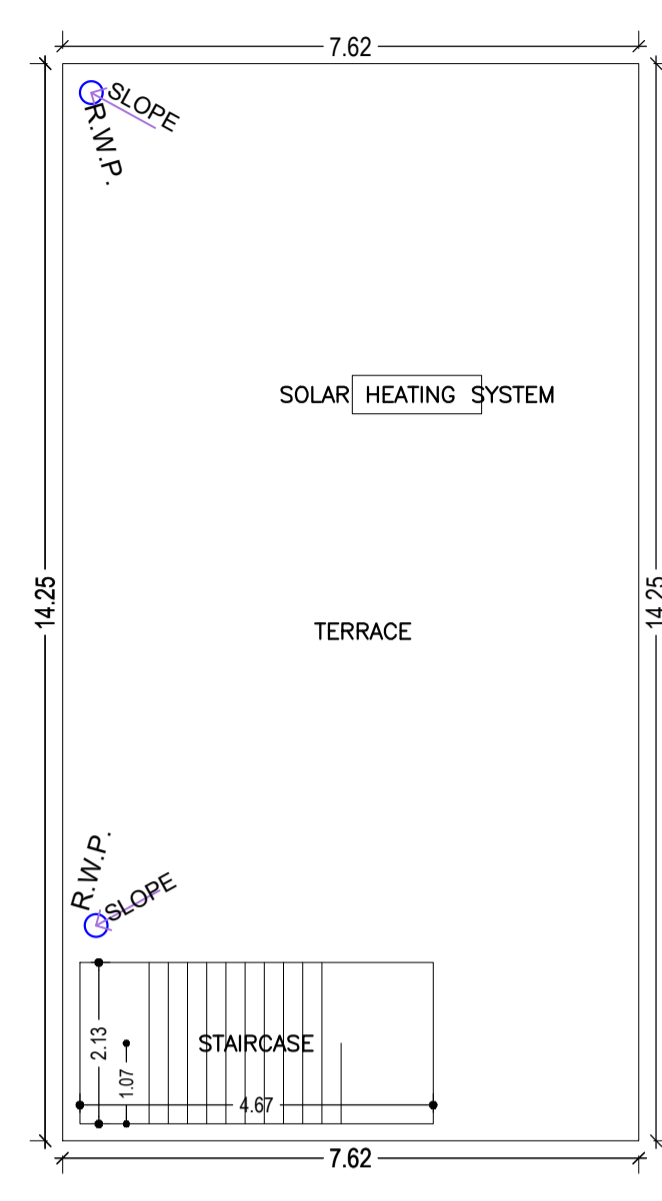 7.62
SLOPE
R.W.P.
SOLAR HEATING SYSTEM
14.25
14.25
TERRACE
R.W.P.
SLOPE
2.13
STAIRCASE
1.07
4.67
7.62